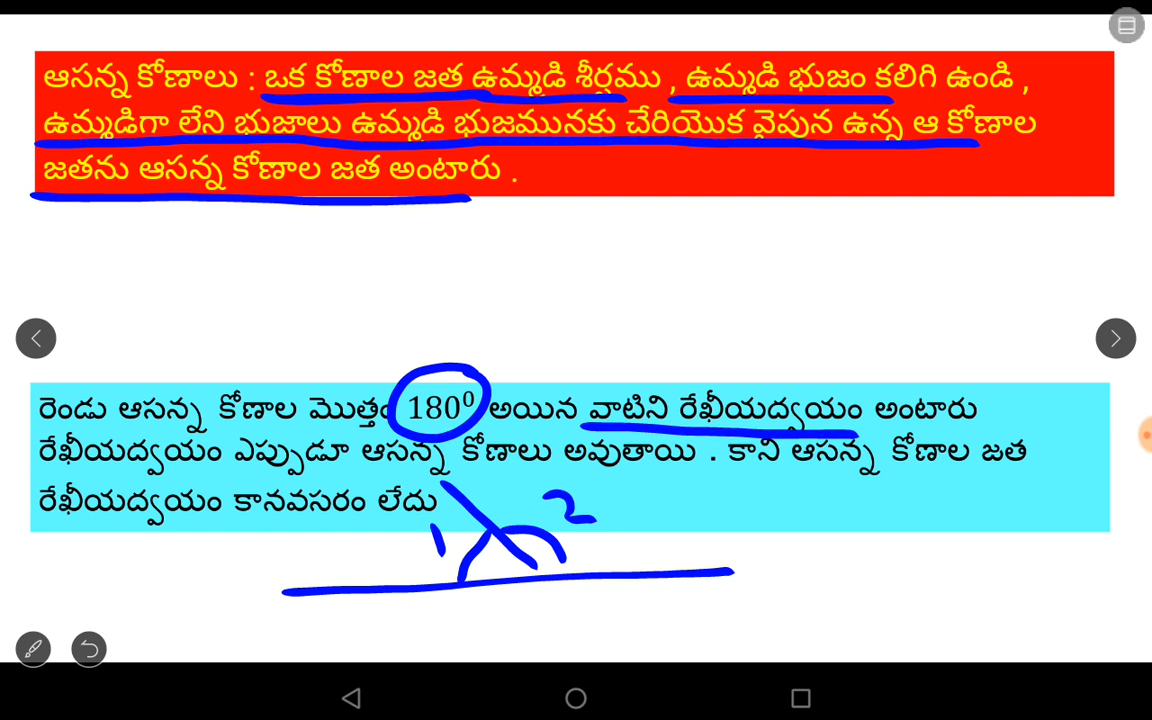 ఆసన్న కోణాలు : ఒక కోణాల జత ఉమ్మడి శీర్షము , ఉమ్మడి భుజం కలిగి ఉండి ,
ఉమ్మడిగా లేని భుజాలు ఉమ్మడి భుజమునకు చేరియొక వైపున ఉన్న ఆ కోణాల
జతను ఆసన్న కోణాల జత అంటారు .
రెండు ఆసన్న కోణాల మొత్తం 180⁰ అయిన వాటిని రేఖీయద్వయం అంటారు
రేఖీయద్వయం ఎప్పుడూ ఆసన్న కోణాలు అవుతాయి . కాని ఆసన్న కోణాల జత
రేఖీయద్వయం కానవసరం లేదు
1 2